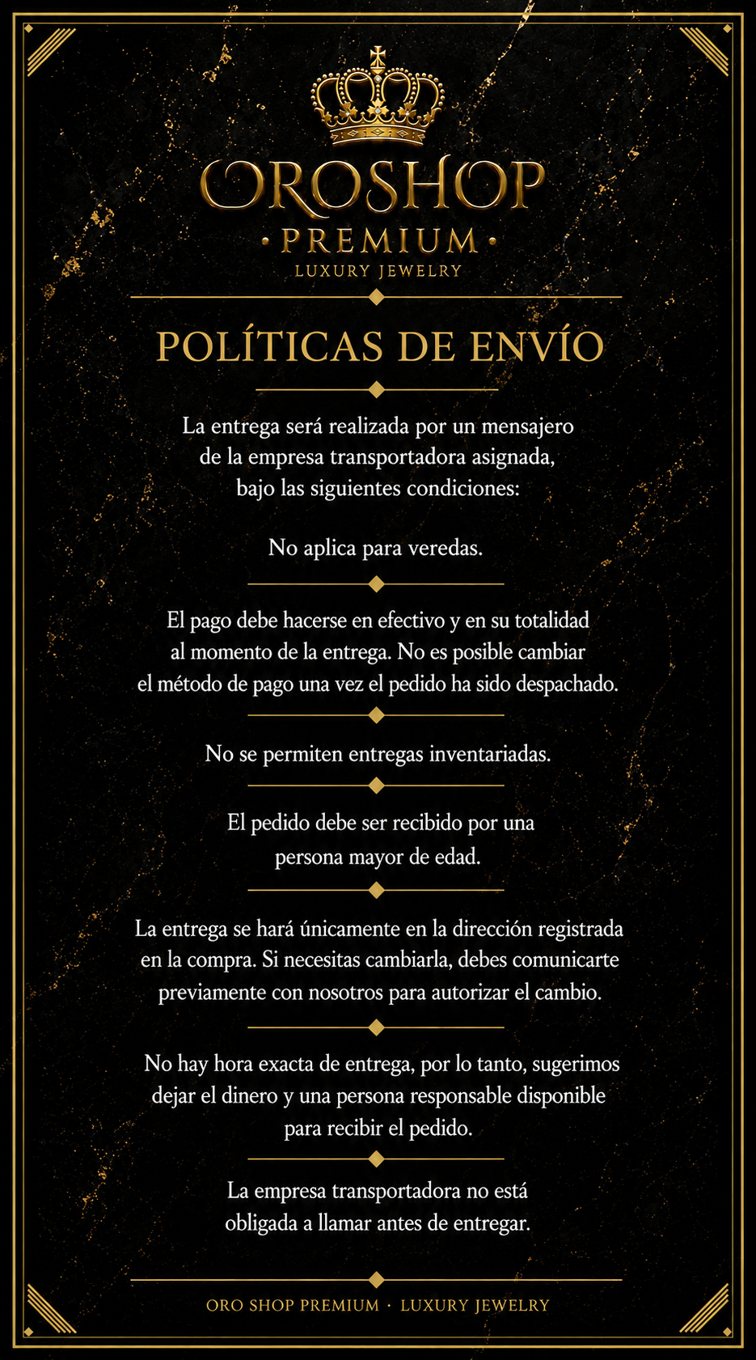 OROSHOP
· PREMIUM ·
LUXURY JEWELRY
POLÍTICAS DE ENVÍO
La entrega será realizada por un mensajero
de la empresa transportadora asignada,
bajo las siguientes condiciones:
No aplica para veredas.
El pago debe hacerse en efectivo y en su totalidad
al momento de la entrega. No es posible cambiar
el método de pago una vez el pedido ha sido despachado.
No se permiten entregas inventariadas.
El pedido debe ser recibido por una
persona mayor de edad.
La entrega se hará únicamente en la dirección registrada
en la compra. Si necesitas cambiarla, debes comunicarte
previamente con nosotros para autorizar el cambio.
No hay hora exacta de entrega, por lo tanto, sugerimos
dejar el dinero y una persona responsable disponible
para recibir el pedido.
La empresa transportadora no está
obligada a llamar antes de entregar.
ORO SHOP PREMIUM · LUXURY JEWELRY